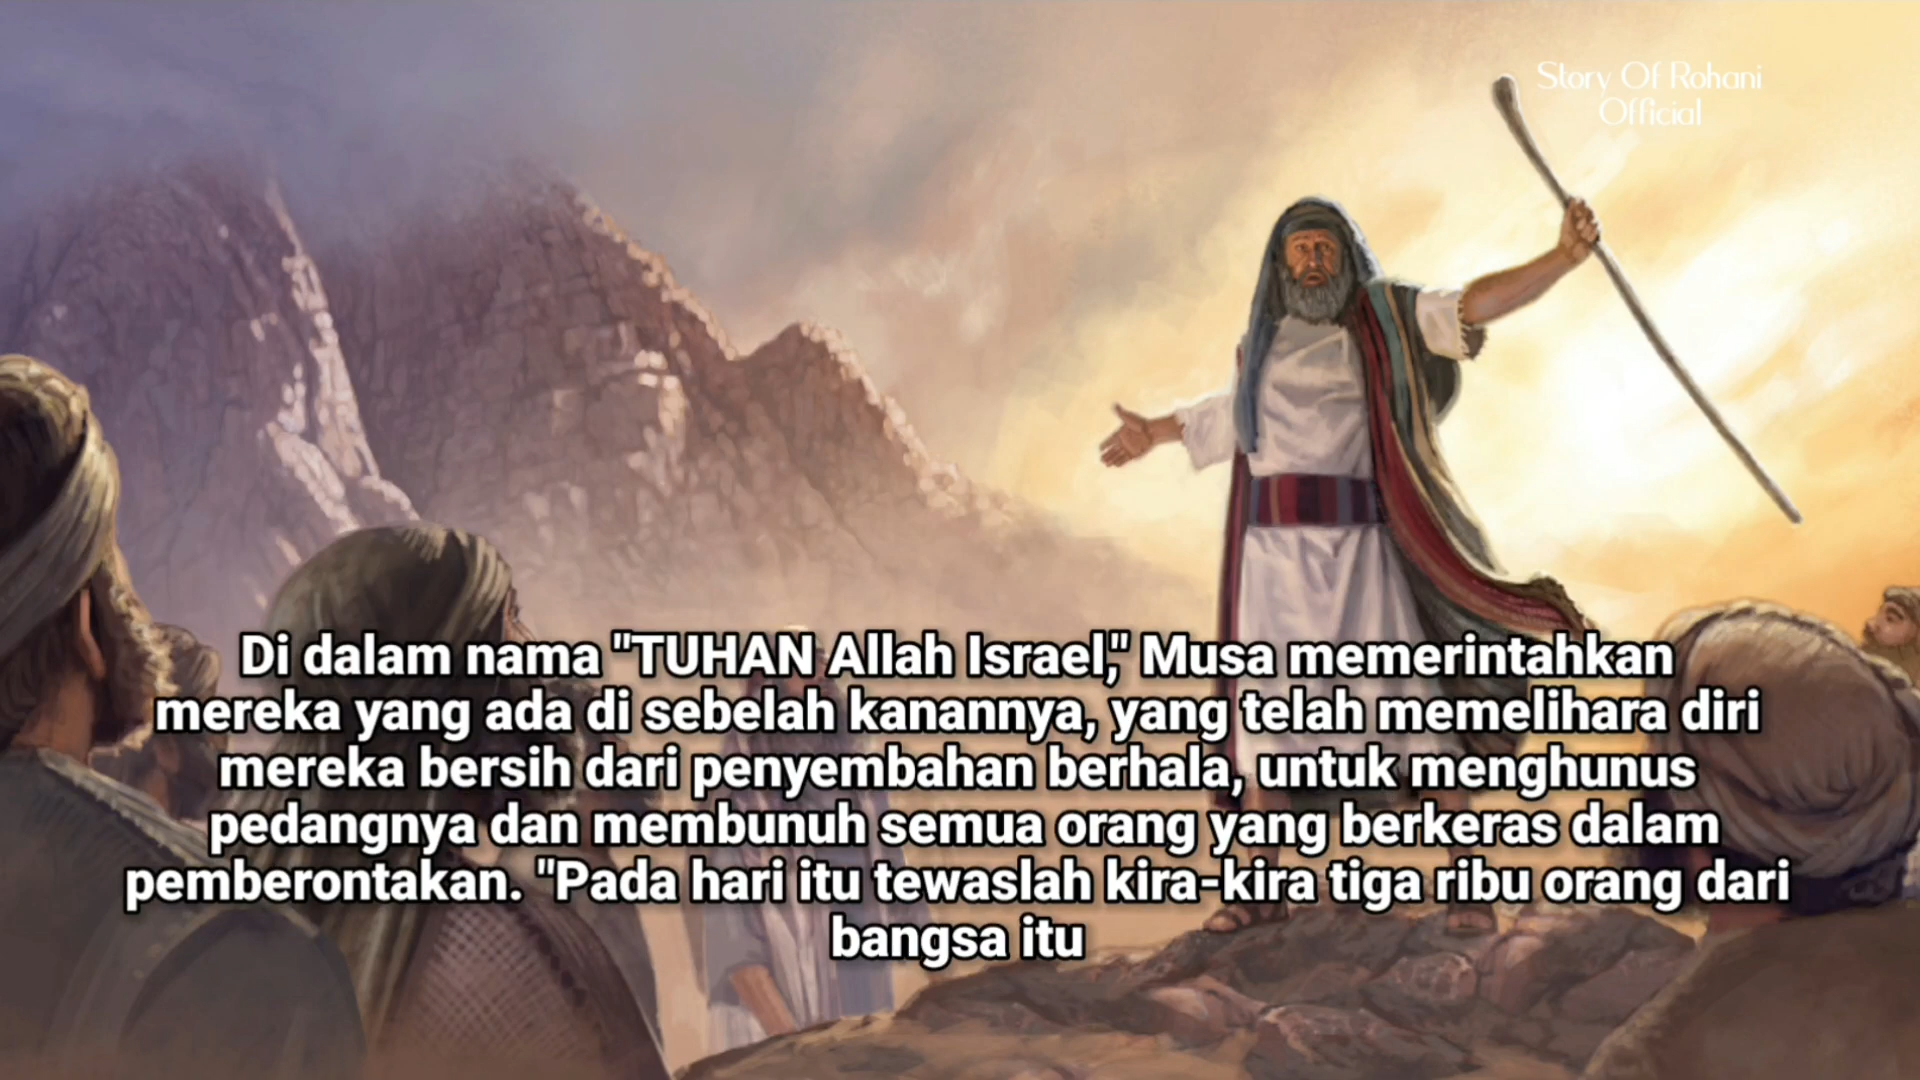 Story Of Rohani
Official
Di dalam nama "TUHAN Allah Israel," Musa memerintahkan
mereka yang ada di sebelah kanannya, yang telah memelihara diri
mereka bersih dari penyembahan berhala, untuk menghunus
pedangnya dan membunuh semua orang yang berkeras dalam
pemberontakan. "Pada hari itu tewaslah kira-kira tiga ribu orang dari
bangsa itu